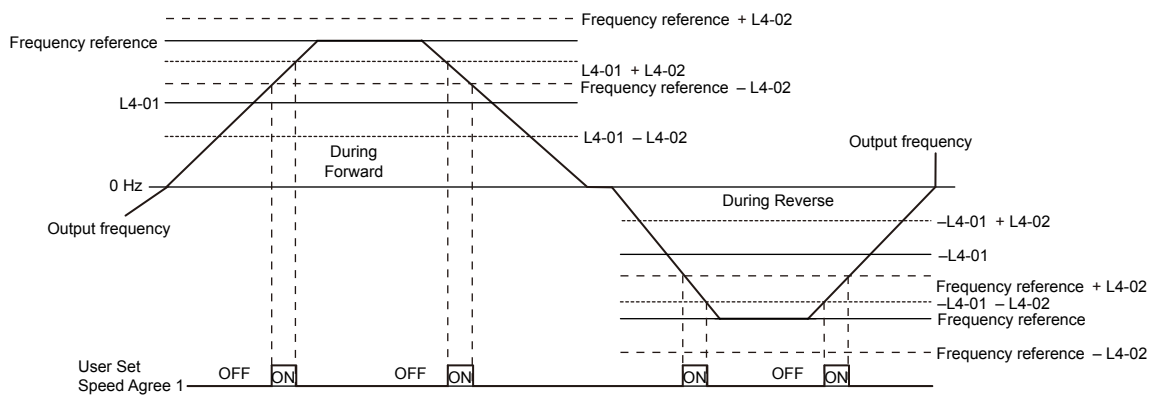 Frequency reference + L4-02
Frequency reference
L4-01 + L4-02
Frequency reference – L4-02
L4-01
L4-01 – L4-02
During
Forward
Output frequency
0 Hz
During Reverse
Output frequency
–L4-01 + L4-02
–L4-01
Frequency reference + L4-02
–L4-01 – L4-02
Frequency reference
Frequency reference – L4-02
User Set
Speed Agree 1
OFF
ON
OFF
ON
ON
OFF
ON